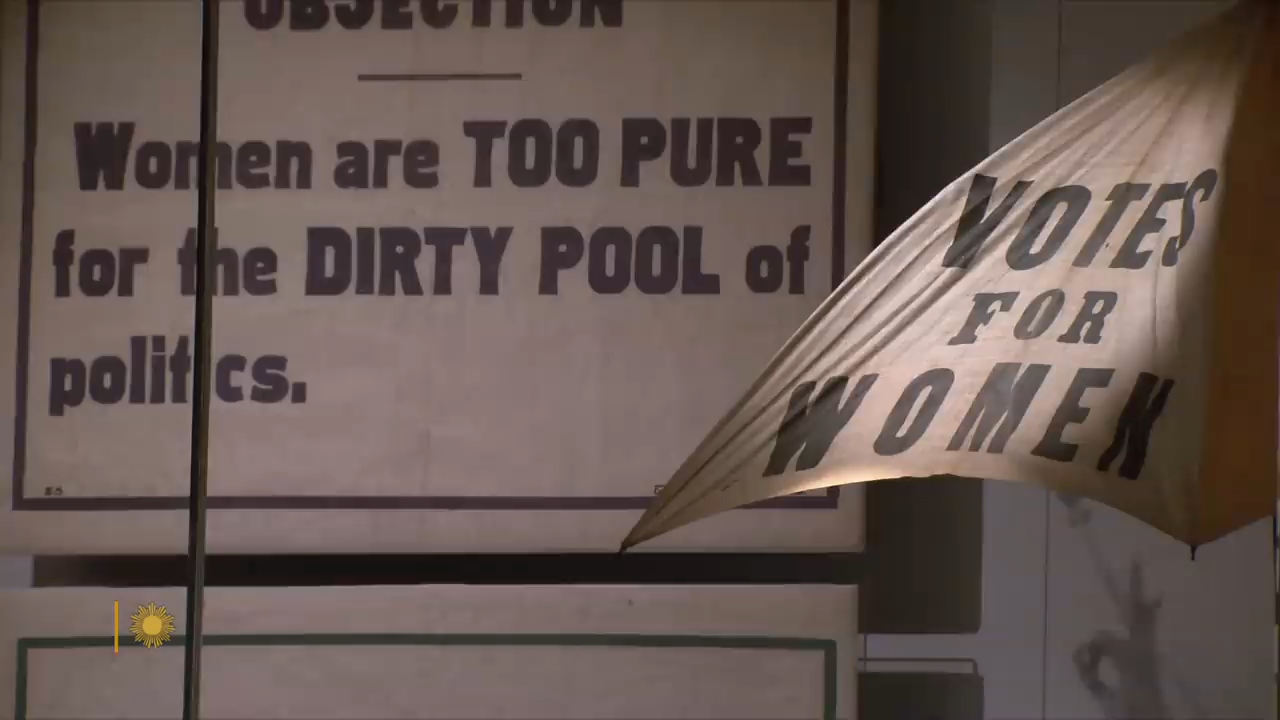 OBJECTION
Women are TOO PURE
for the DIRTY POOL of
politics.
VOTES
FOR
WOMEN